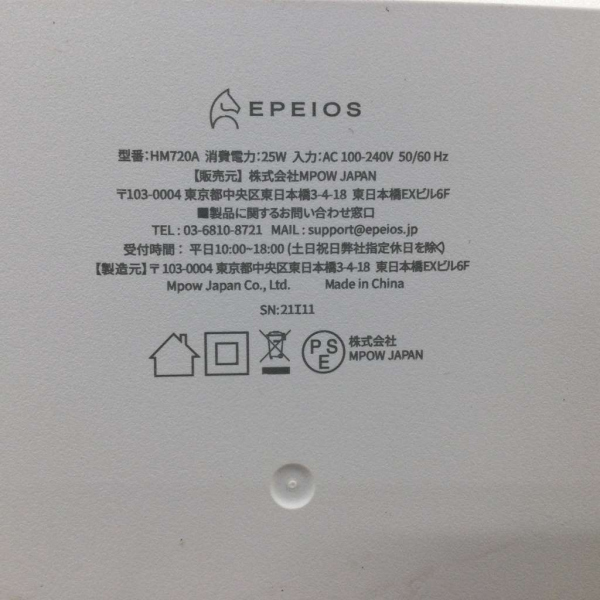 EPEIOS
型番:HM720A 消費電力:25W 入力:AC 100-240V 50/60 Hz
【販売元】株式会社MPOW JAPAN
〒103-0004 東京都中央区東日本橋3-4-18 東日本橋EXビル6F
■製品に関するお問い合わせ窓口
TEL : 03-6810-8721 MAIL : support@epeios.jp
受付時間： 平日10:00~18:00 (土日祝日弊社指定休日を除く)
【製造元】〒103-0004 東京都中央区東日本橋3-4-18 東日本橋EXビル6F
Mpow Japan Co., Ltd. Made in China
SN:21I11
PSE
株式会社
MPOW JAPAN